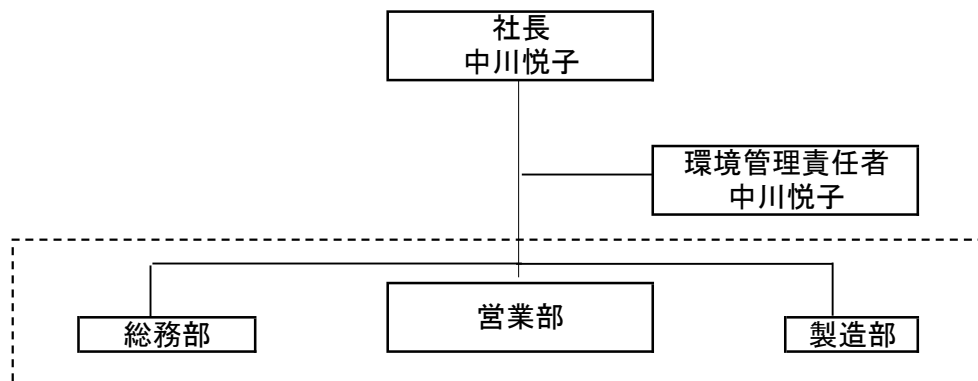 社長
中川悦子
環境管理責任者
中川悦子
総務部
営業部
製造部